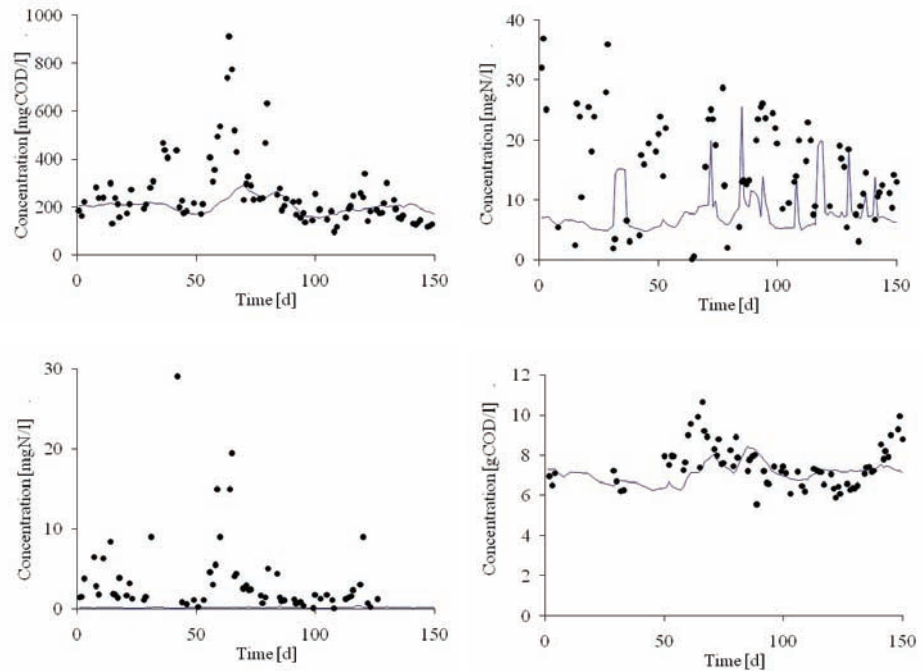 1000
800
600
400
200
0
Concentration [mgCOD/l]
0 50 100 150
Time [d]
40
30
20
10
0
Concentration [mgN/l]
0 50 100 150
Time [d]
30
20
10
0
Concentration [mgN/l]
0 50 100 150
Time [d]
12
10
8
6
4
2
0
Concentration [gCOD/l]
0 50 100 150
Time [d]